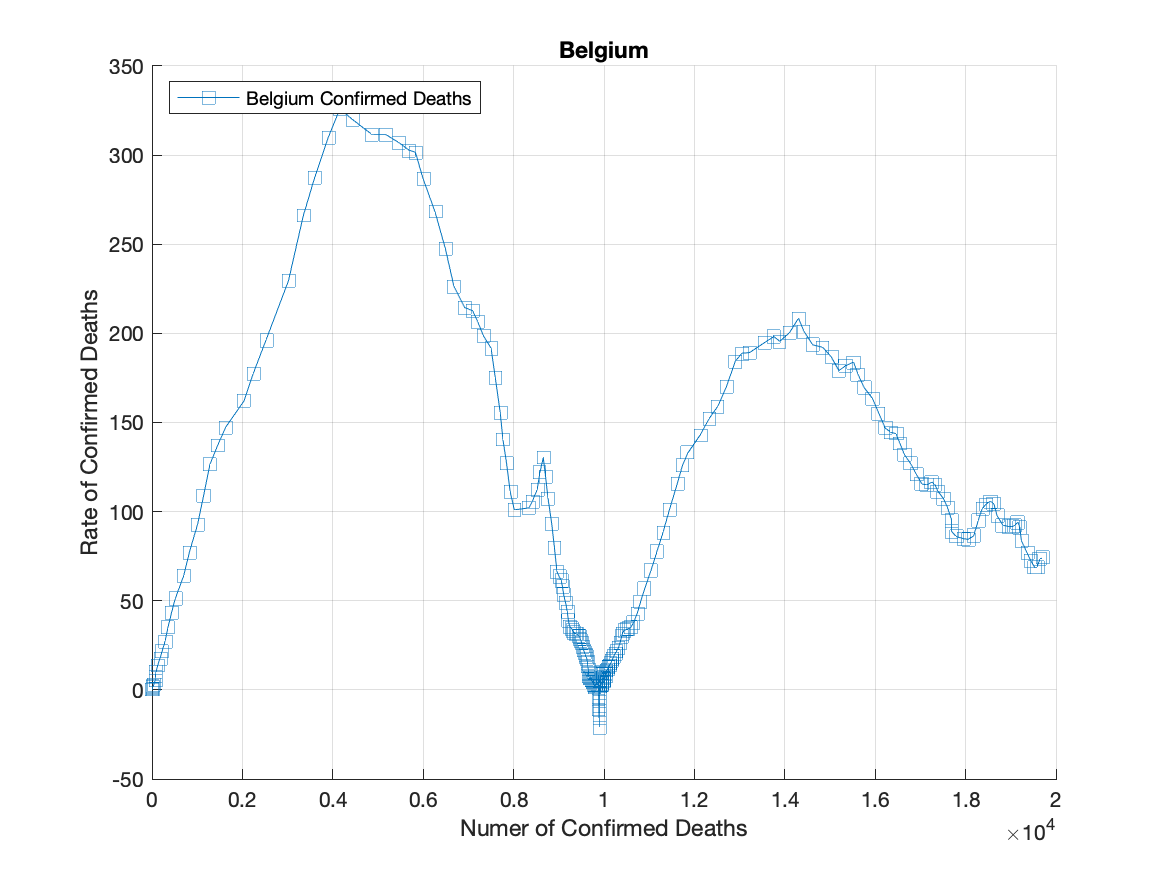 Belgium
350
Belgium Confirmed Deaths
300
250
200
150
100
50
0
-50
Rate of Confirmed Deaths
0 0.2 0.4 0.6 0.8 1 1.2 1.4 1.6 1.8 2
Numer of Confirmed Deaths
×10⁴